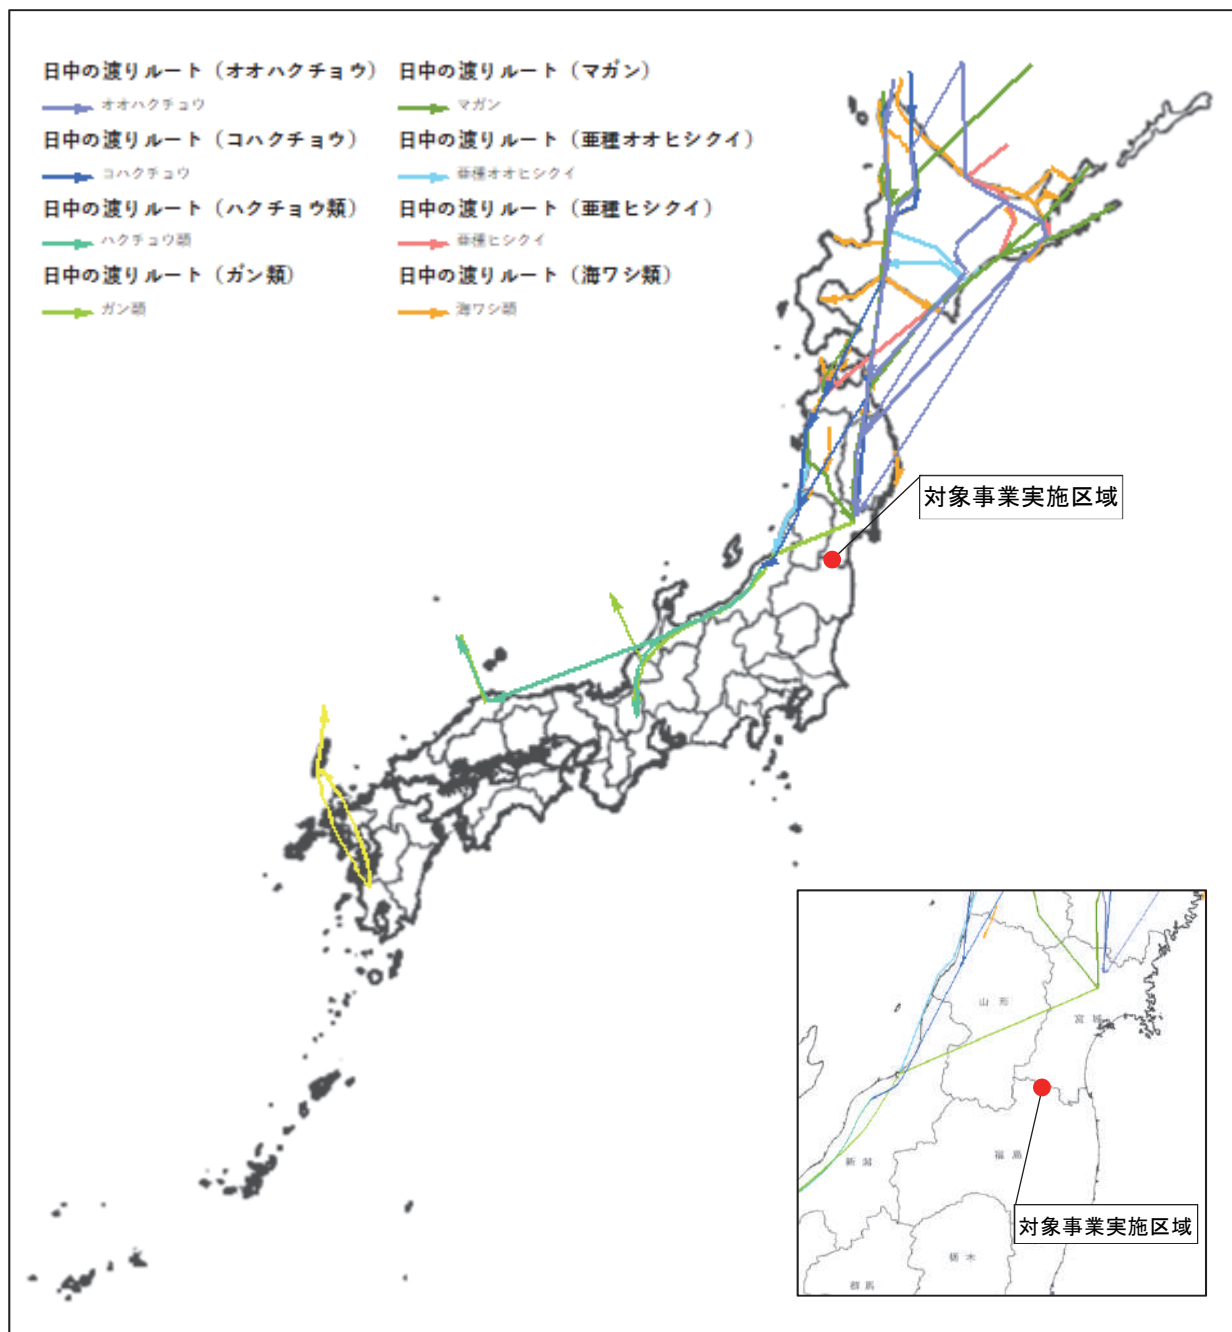 日中の渡りルート（オオハクチョウ）
オオハクチョウ
日中の渡りルート（コハクチョウ）
コハクチョウ
日中の渡りルート（ハクチョウ類）
ハクチョウ類
日中の渡りルート（ガン類）
ガン類
日中の渡りルート（マガン）
マガン
日中の渡りルート（亜種オオヒシクイ）
亜種オオヒシクイ
日中の渡りルート（亜種ヒシクイ）
亜種ヒシクイ
日中の渡りルート（海ワシ類）
海ワシ類
対象事業実施区域
山形
宮城
新潟
福島
対象事業実施区域
栃木
群馬